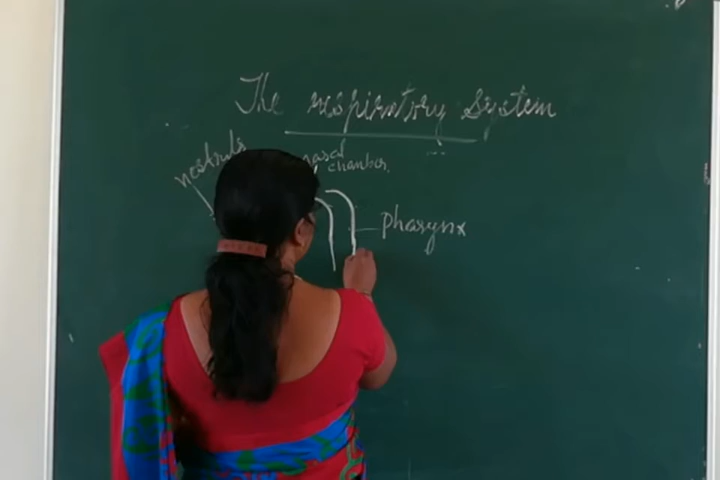 The respiratory System
nostrils
nasal
chamber.
pharynx